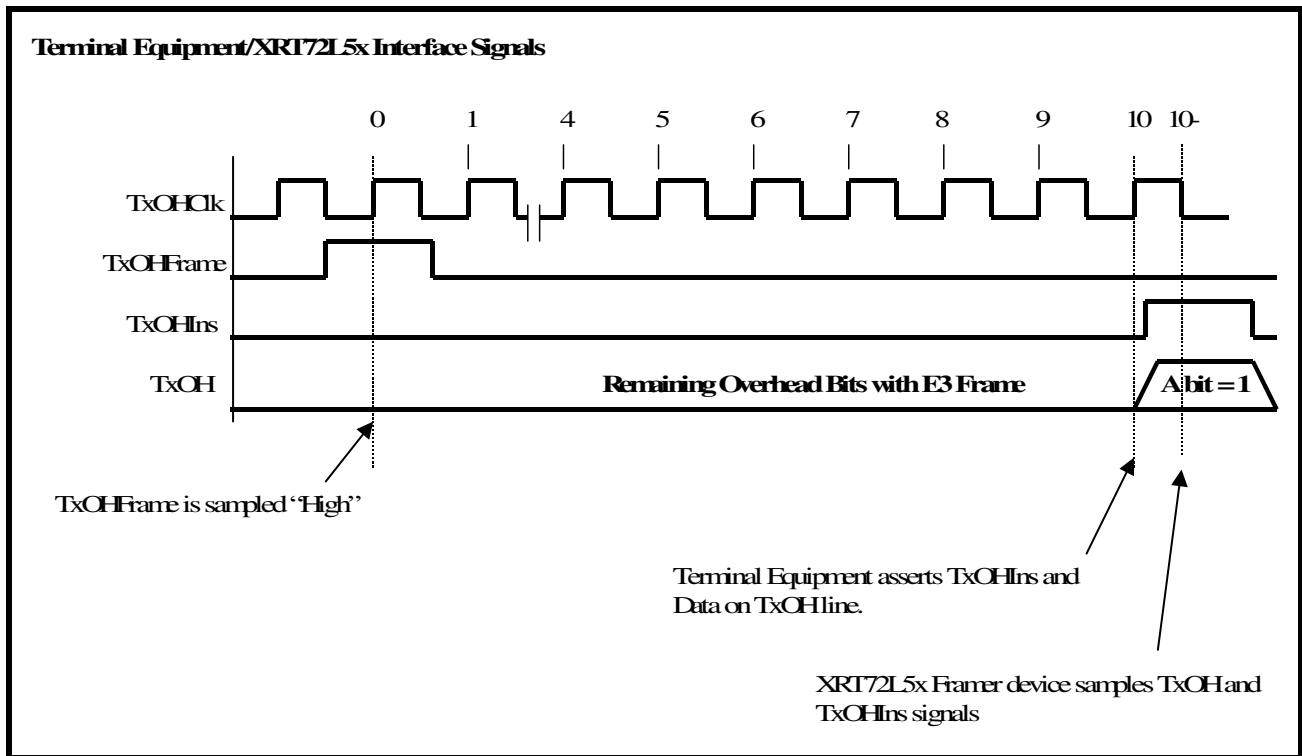 Terminal Equipment/XRT72L5x Interface Signals
0 1 4 5 6 7 8 9 10 10-
TxOHClk
TxOHFrame
TxOHIns
TxOH
Remaining Overhead Bits with E3 Frame
A bit = 1
TxOHFrame is sampled “High”
Terminal Equipment asserts TxOHIns and
Data on TxOH line.
XRT72L5x Framer device samples TxOH and
TxOHIns signals